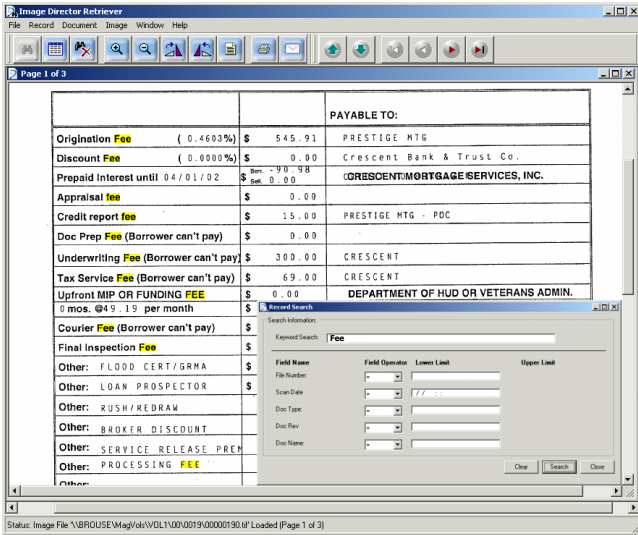 Image Director Retriever
File Record Document Image Window Help
Page 1 of 3
PAYABLE TO:
Origination Fee ( 0.4603%) $ 545.91 PRESTIGE MTG
Discount Fee ( 0.0000%) $ 0.00 Crescent Bank & Trust Co.
Prepaid Interest until 04/01/02 $ Borr. -90.98 Sell. 0.00 CRESCENT MORTGAGE SERVICES, INC.
Appraisal fee $ 0.00
Credit report fee $ 15.00 PRESTIGE MTG - POC
Doc Prep Fee (Borrower can't pay) $ 0.00
Underwriting Fee (Borrower can't pay) $ 300.00 CRESCENT
Tax Service Fee (Borrower can't pay) $ 69.00 CRESCENT
Upfront MIP OR FUNDING FEE $ 0.00 DEPARTMENT OF HUD OR VETERANS ADMIN.
0 mos. @49.19 per month $
Courier Fee (Borrower can't pay) $
Final Inspection Fee $
Other: FLOOD CERT/GRMA $
Other: LOAN PROSPECTOR $
Other: RUSH/REDRAW
Other: BROKER DISCOUNT
Other: SERVICE RELEASE PREM
Other: PROCESSING FEE
Other:
Record Search
Search Information:
Keyword Search: Fee
Field Name Field Operator Lower Limit Upper Limit
File Number: =
Scan Date = / / : :
Doc Type: =
Doc Rev =
Doc Name: =
Clear Search Close
Status: Image File '\\BROUSE\MagVols\VOL1\00\0019\00000190.tif' Loaded (Page 1 of 3)